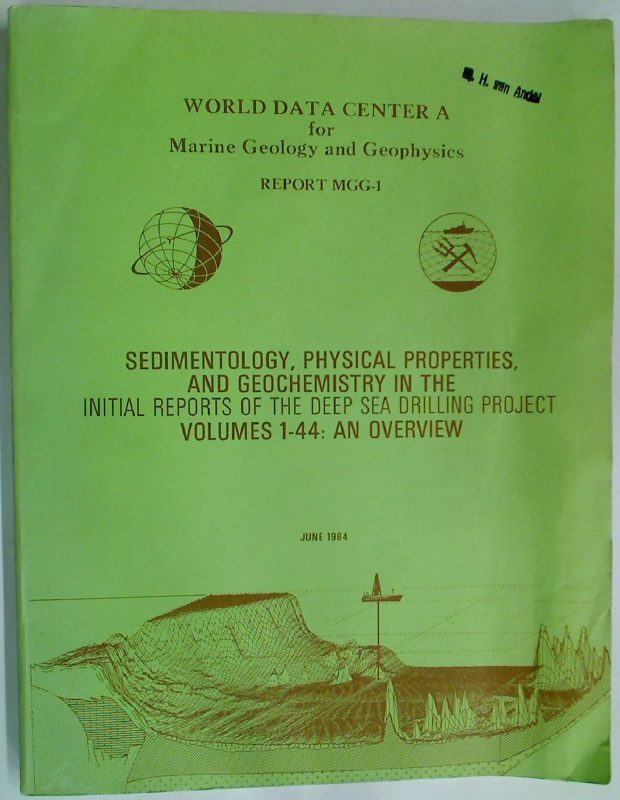 H. van Andel
WORLD DATA CENTER A
for
Marine Geology and Geophysics
REPORT MGG-1
SEDIMENTOLOGY, PHYSICAL PROPERTIES,
AND GEOCHEMISTRY IN THE
INITIAL REPORTS OF THE DEEP SEA DRILLING PROJECT
VOLUMES 1-44: AN OVERVIEW
JUNE 1984